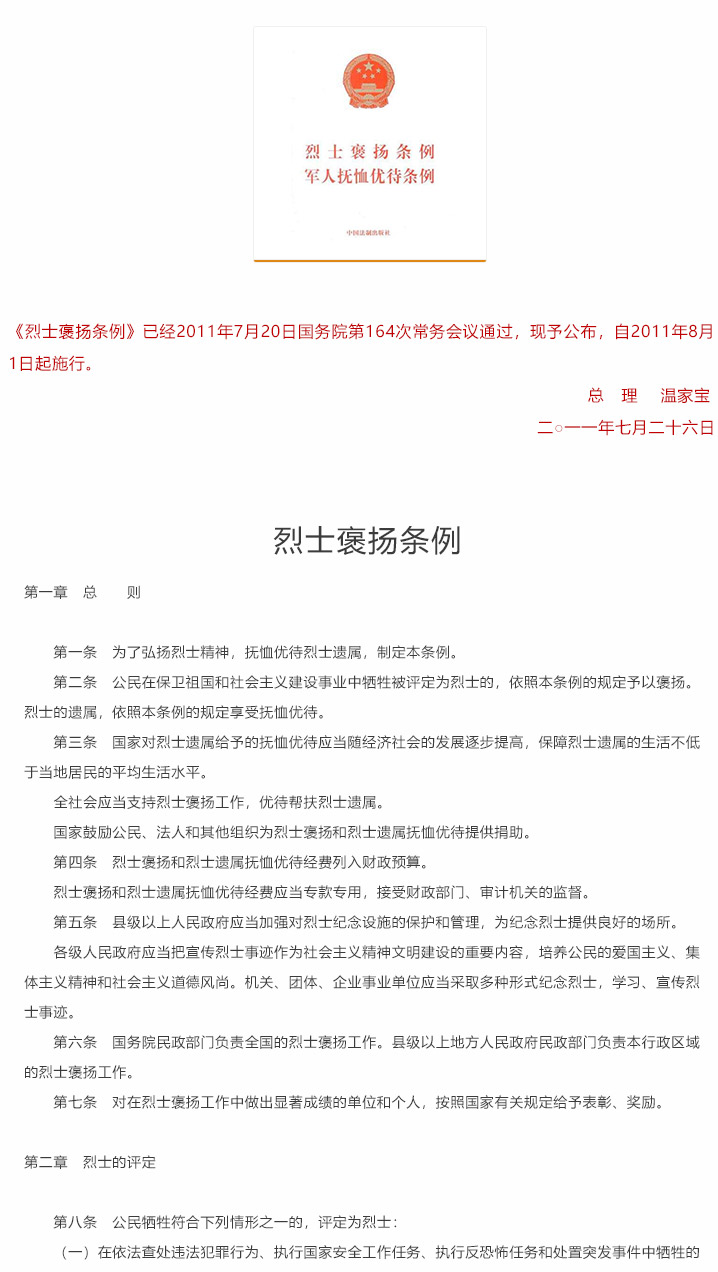 烈士褒扬条例
军人抚恤优待条例
中国法制出版社
《烈士褒扬条例》已经2011年7月20日国务院第164次常务会议通过，现予公布，自2011年8月
1日起施行。
总 理 温家宝
二○一一年七月二十六日
烈士褒扬条例
第一章 总 则
第一条 为了弘扬烈士精神，抚恤优待烈士遗属，制定本条例。
第二条 公民在保卫祖国和社会主义建设事业中牺牲被评定为烈士的，依照本条例的规定予以褒扬。
烈士的遗属，依照本条例的规定享受抚恤优待。
第三条 国家对烈士遗属给予的抚恤优待应当随经济社会的发展逐步提高，保障烈士遗属的生活不低
于当地居民的平均生活水平。
全社会应当支持烈士褒扬工作，优待帮扶烈士遗属。
国家鼓励公民、法人和其他组织为烈士褒扬和烈士遗属抚恤优待提供捐助。
第四条 烈士褒扬和烈士遗属抚恤优待经费列入财政预算。
烈士褒扬和烈士遗属抚恤优待经费应当专款专用，接受财政部门、审计机关的监督。
第五条 县级以上人民政府应当加强对烈士纪念设施的保护和管理，为纪念烈士提供良好的场所。
各级人民政府应当把宣传烈士事迹作为社会主义精神文明建设的重要内容，培养公民的爱国主义、集
体主义精神和社会主义道德风尚。机关、团体、企业事业单位应当采取多种形式纪念烈士，学习、宣传烈
士事迹。
第六条 国务院民政部门负责全国的烈士褒扬工作。县级以上地方人民政府民政部门负责本行政区域
的烈士褒扬工作。
第七条 对在烈士褒扬工作中做出显著成绩的单位和个人，按照国家有关规定给予表彰、奖励。
第二章 烈士的评定
第八条 公民牺牲符合下列情形之一的，评定为烈士：
（一）在依法查处违法犯罪行为、执行国家安全工作任务、执行反恐怖任务和处置突发事件中牺牲的